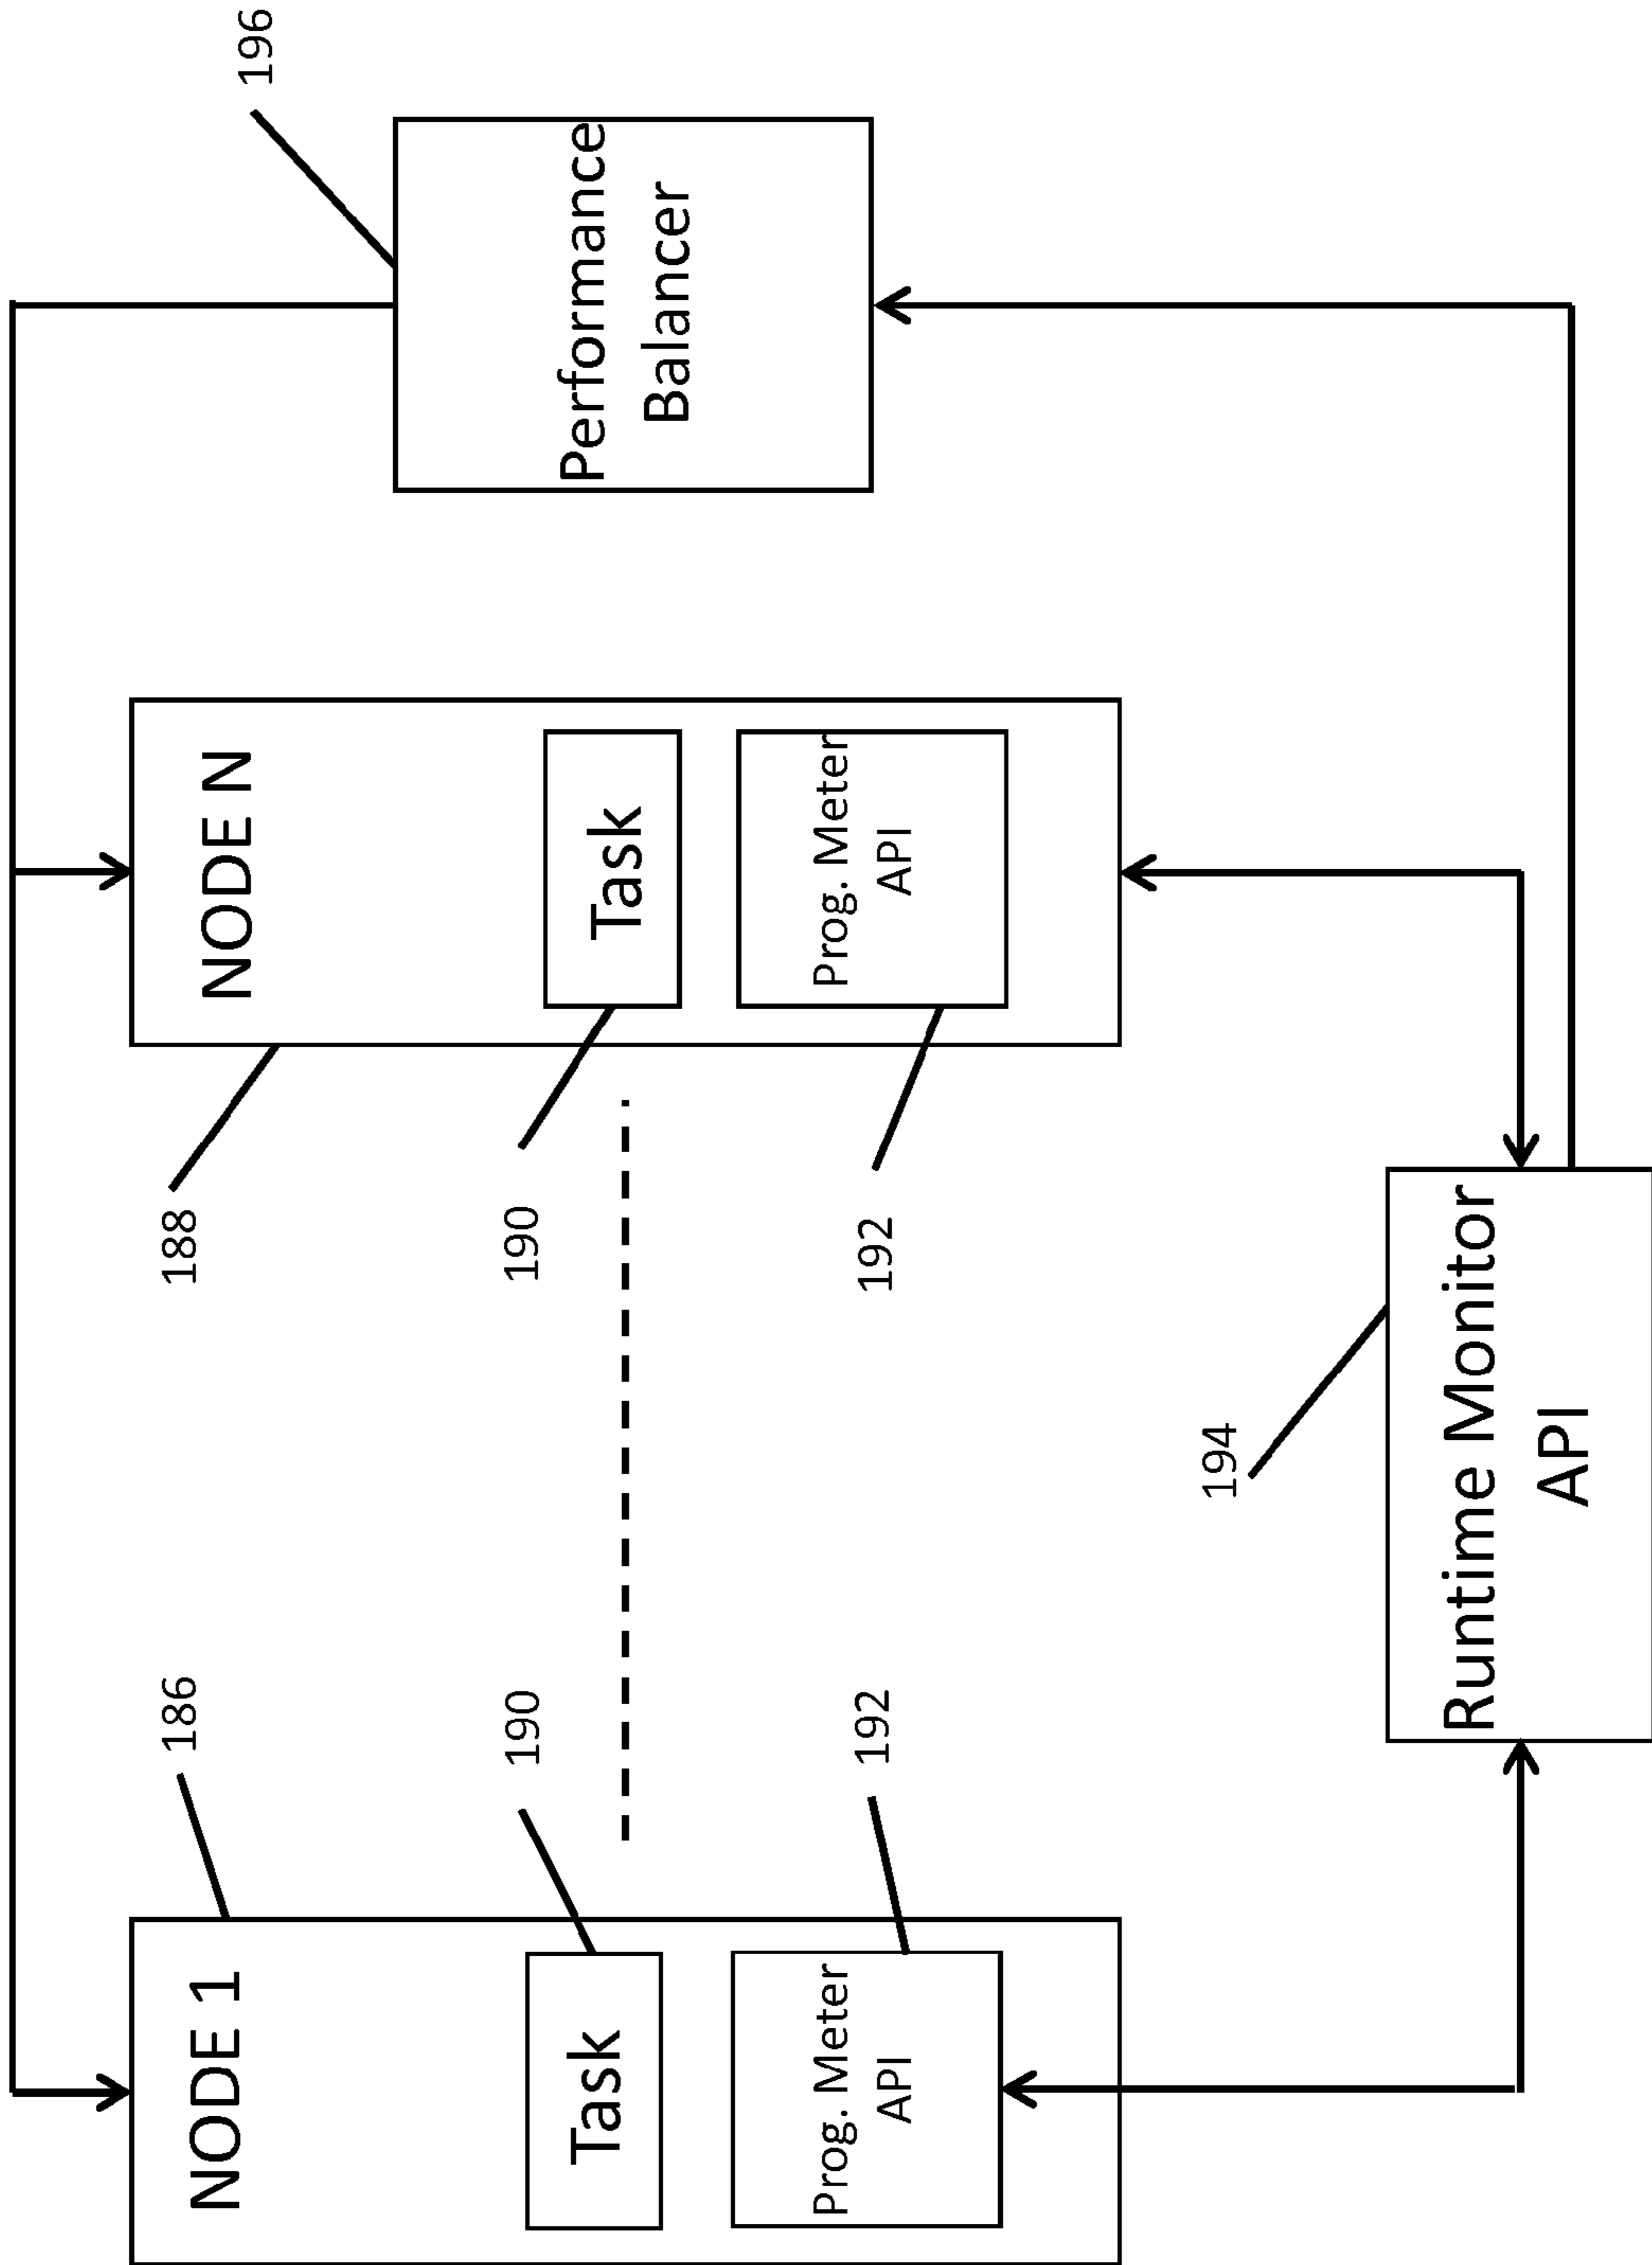 NODE 1
186
Task
190
Prog. Meter
API
192
NODE N
188
Task
190
Prog. Meter
API
192
Runtime Monitor
API
194
Performance
Balancer
196